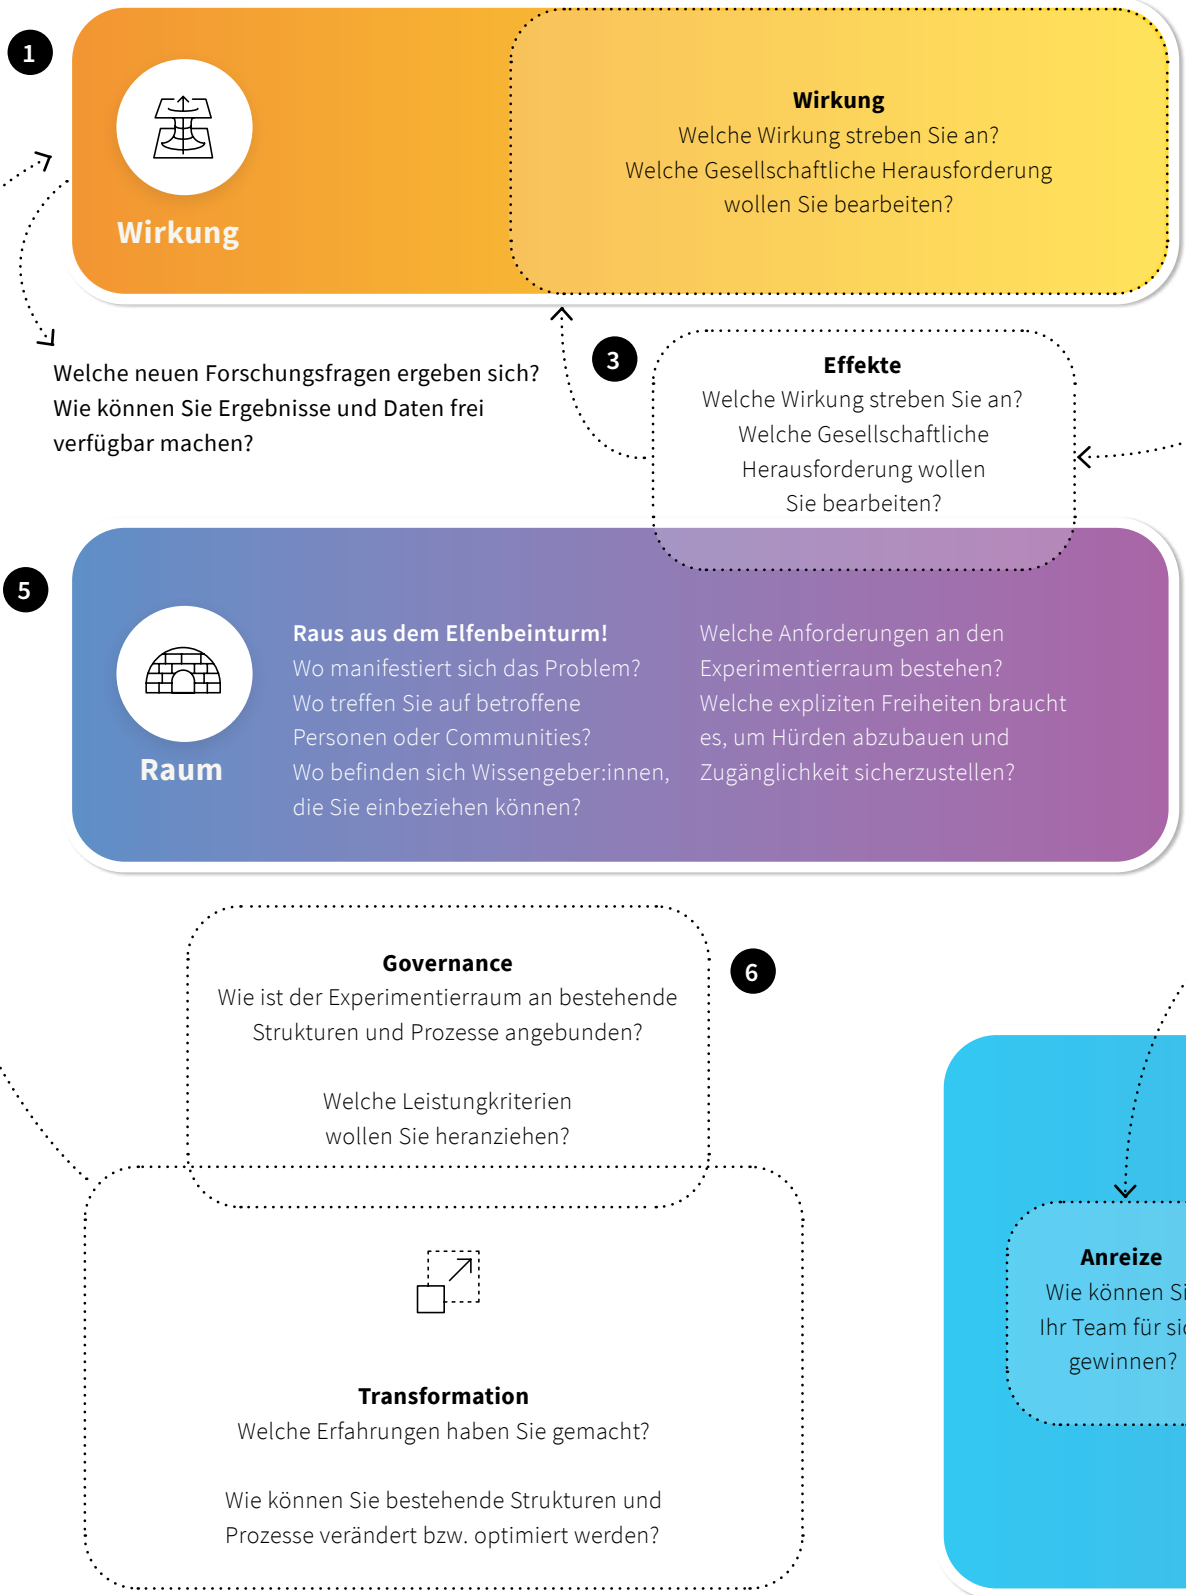 1
Wirkung
Wirkung
Welche Wirkung streben Sie an?
Welche Gesellschaftliche Herausforderung
wollen Sie bearbeiten?
Welche neuen Forschungsfragen ergeben sich?
Wie können Sie Ergebnisse und Daten frei
verfügbar machen?
3
Effekte
Welche Wirkung streben Sie an?
Welche Gesellschaftliche
Herausforderung wollen
Sie bearbeiten?
5
Raum
Raus aus dem Elfenbeinturm!
Wo manifestiert sich das Problem?
Wo treffen Sie auf betroffene
Personen oder Communities?
Wo befinden sich Wissengeber:innen,
die Sie einbeziehen können?
Welche Anforderungen an den
Experimentierraum bestehen?
Welche expliziten Freiheiten braucht
es, um Hürden abzubauen und
Zugänglichkeit sicherzustellen?
Governance
Wie ist der Experimentierraum an bestehende
Strukturen und Prozesse angebunden?
Welche Leistungkriterien
wollen Sie heranziehen?
6
Transformation
Welche Erfahrungen haben Sie gemacht?
Wie können Sie bestehende Strukturen und
Prozesse verändert bzw. optimiert werden?
Anreize
Wie können
Ihr Team für
gewinnen?